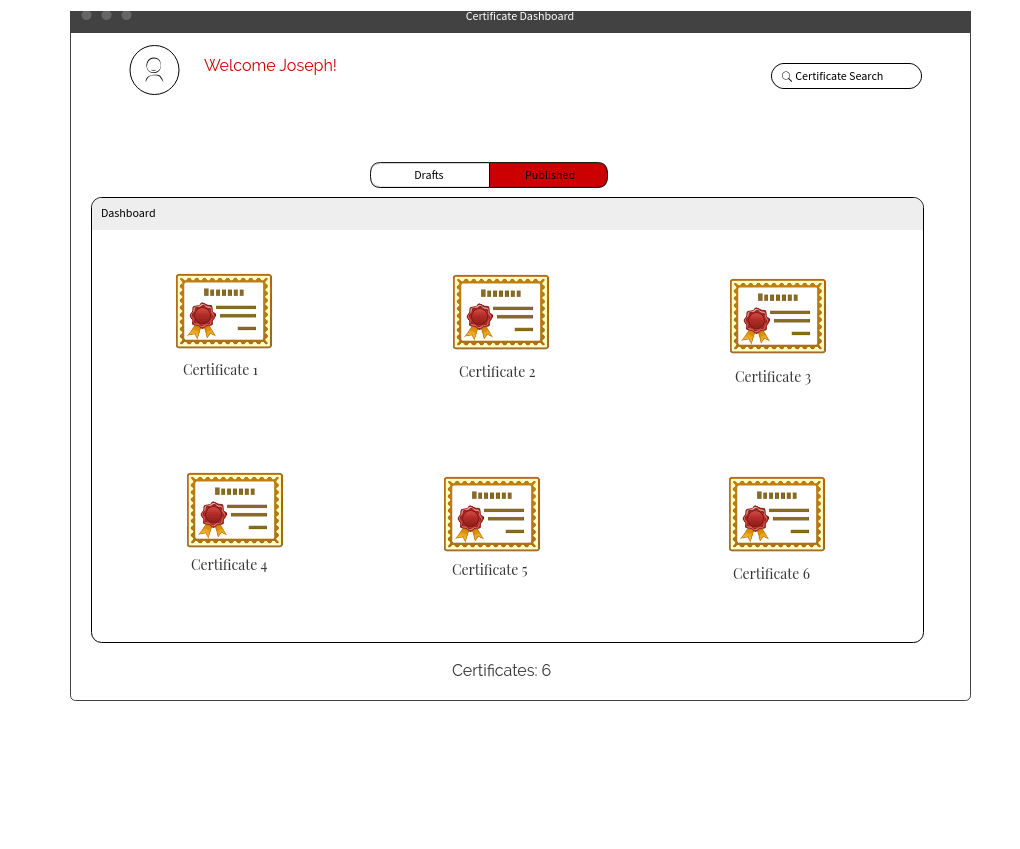 Certificate Dashboard
Welcome Joseph!
Certificate Search
Drafts
Published
Dashboard
Certificate 1
Certificate 2
Certificate 3
Certificate 4
Certificate 5
Certificate 6
Certificates: 6